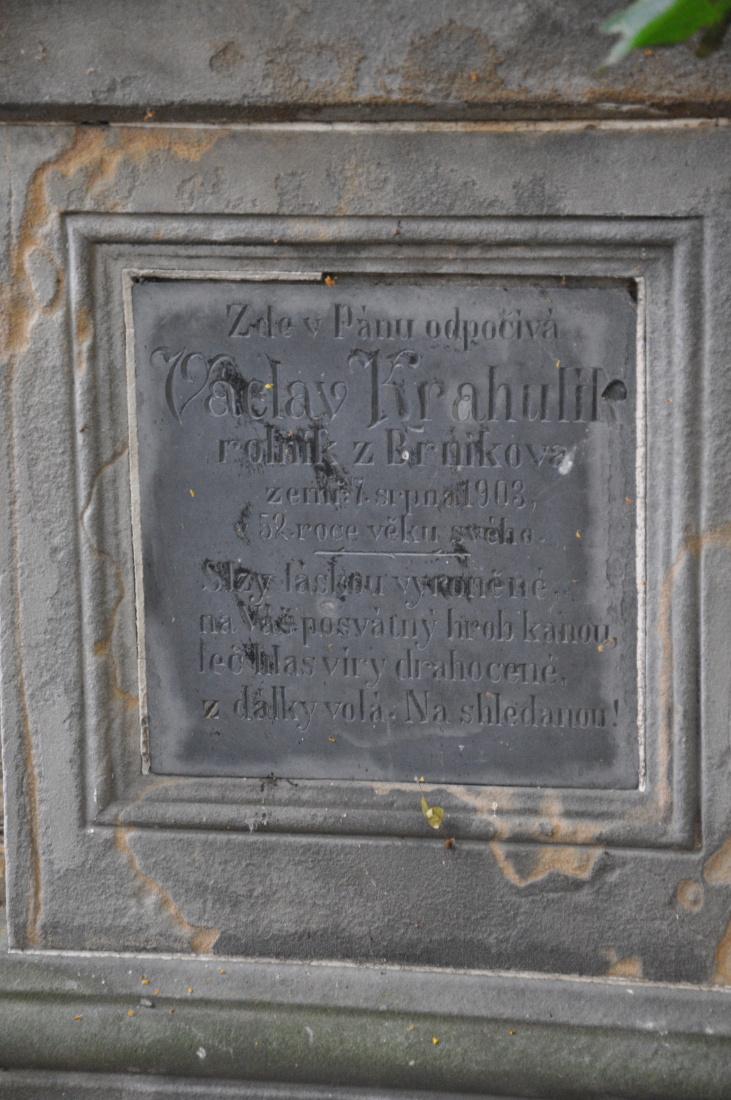 Zde v Pánu odpočívá
Václav Krahulík
rolník z Brníkova
zemř. 7. srpna 1903,
v 52. roce věku svého.
Slzy láskou vyroněné
na Váš posvátný hrob kanou,
leč hlas víry drahocené,
z dálky volá. Na shledanou!